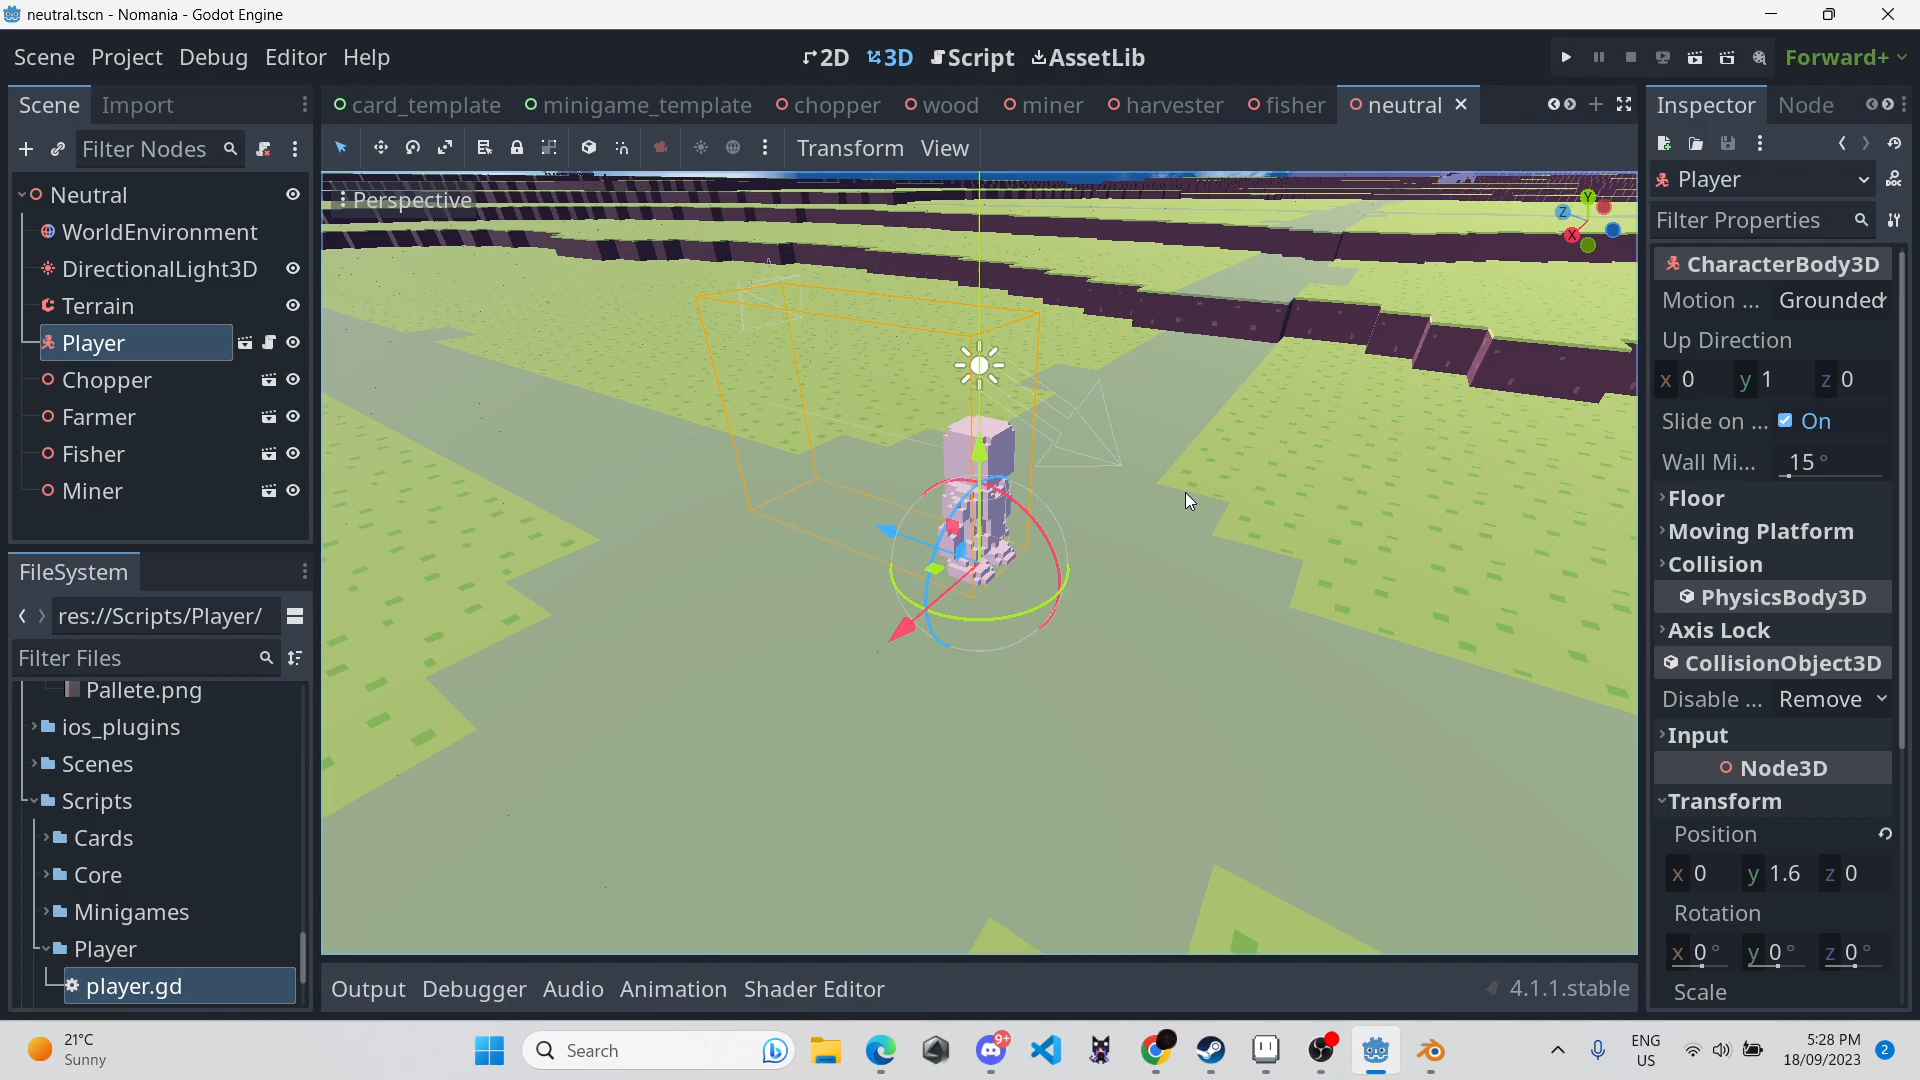 neutral.tscn - Nomania - Godot Engine
Scene Project Debug Editor Help
2D 3D Script AssetLib
Forward+
Scene Import
card_template minigame_template chopper wood miner harvester fisher neutral
Inspector Node
Filter Nodes
Transform View
Perspective
Y
Z
X
Neutral
WorldEnvironment
DirectionalLight3D
Terrain
Player
Chopper
Farmer
Fisher
Miner
FileSystem
res://Scripts/Player/
Filter Files
Pallete.png
ios_plugins
Scenes
Scripts
Cards
Core
Minigames
Player
player.gd
Output Debugger Audio Animation Shader Editor
4.1.1.stable
Player
Filter Properties
CharacterBody3D
Motion ... Grounded
Up Direction
x 0 y 1 z 0
Slide on ... On
Wall Mi... 15 °
Floor
Moving Platform
Collision
PhysicsBody3D
Axis Lock
CollisionObject3D
Disable ... Remove
Input
Node3D
Transform
Position
x 0 y 1.6 z 0
Rotation
x 0 ° y 0 ° z 0 °
Scale
21°C
Sunny
Search
9+
ENG
US
5:28 PM
18/09/2023
2